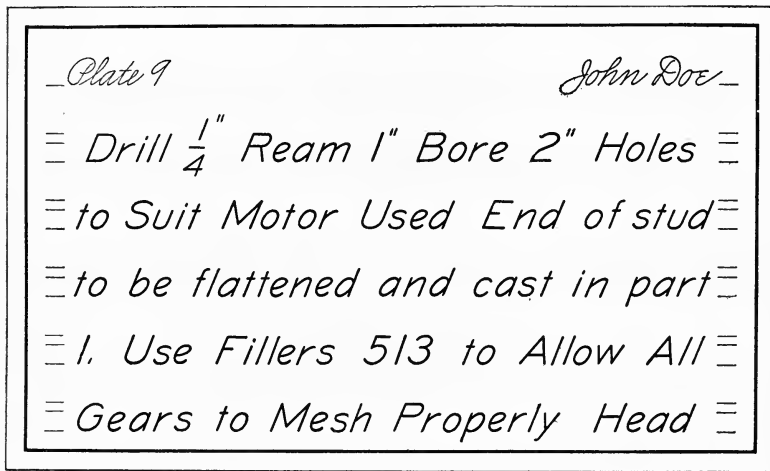 Plate 9 John Doe
Drill 1/4" Ream 1" Bore 2" Holes
to Suit Motor Used End of stud
to be flattened and cast in part
1. Use Fillers 513 to Allow All
Gears to Mesh Properly Head